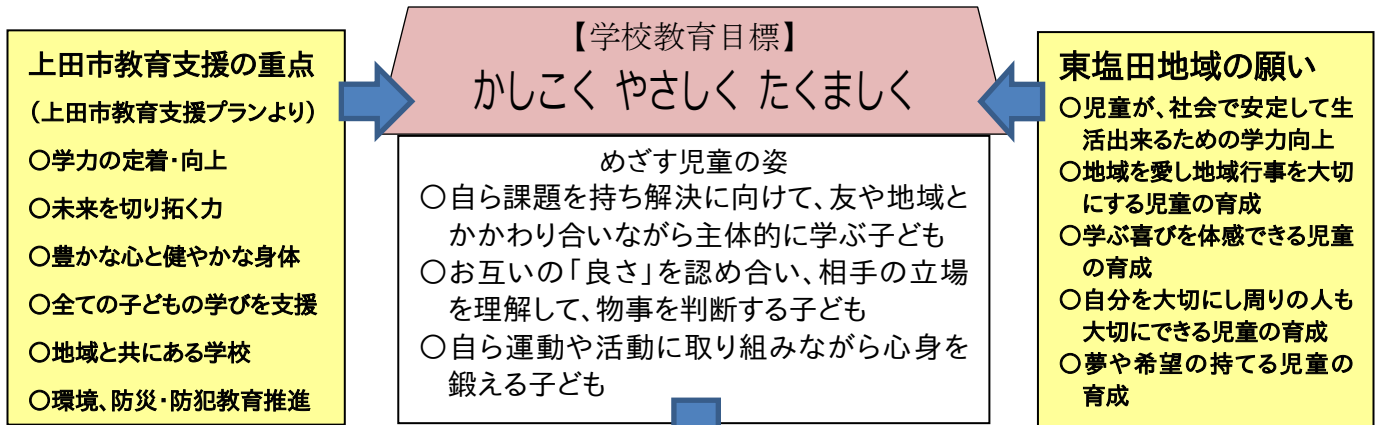 上田市教育支援の重点
(上田市教育支援プランより)
○学力の定着・向上
○未来を切り拓く力
○豊かな心と健やかな身体
○全ての子どもの学びを支援
○地域と共にある学校
○環境、防災・防犯教育推進
【学校教育目標】
かしこく やさしく たくましく
めざす児童の姿
○自ら課題を持ち解決に向けて、友や地域と
かかわり合いながら主体的に学ぶ子ども
○お互いの「良さ」を認め合い、相手の立場
を理解して、物事を判断する子ども
○自ら運動や活動に取り組みながら心身を
鍛える子ども
東塩田地域の願い
○児童が、社会で安定して生
活出来るための学力向上
○地域を愛し地域行事を大切
にする児童の育成
○学ぶ喜びを体感できる児童
の育成
○自分を大切にし周りの人も
大切にできる児童の育成
○夢や希望の持てる児童の
育成